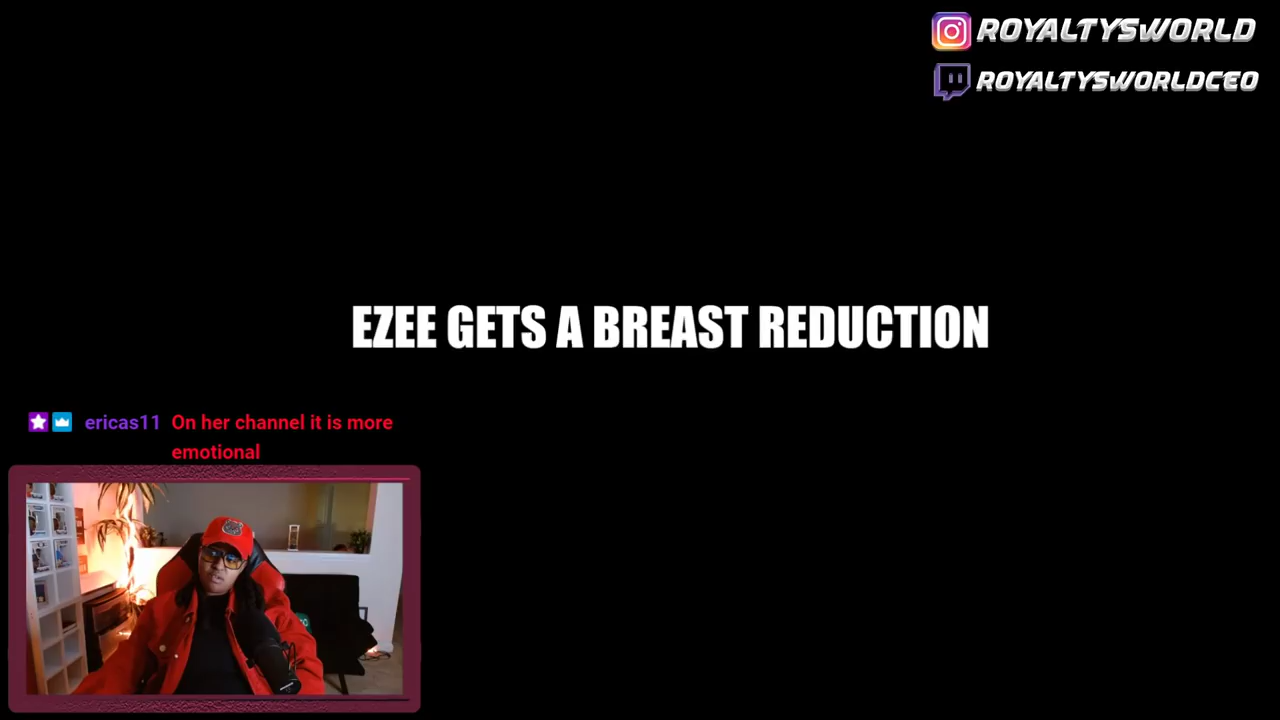 ROYALTYSWORLD
ROYALTYSWORLDCEO
EZEE GETS A BREAST REDUCTION
ericas11 On her channel it is more
emotional